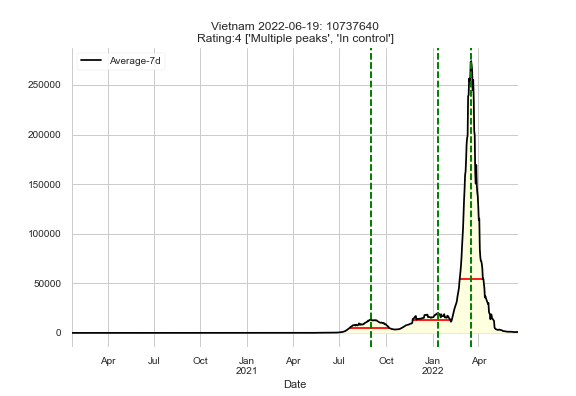 Vietnam 2022-06-19: 10737640
Rating:4 ['Multiple peaks', 'In control']
Average-7d
250000
200000
150000
100000
50000
0
Apr Jul Oct Jan Apr Jul Oct Jan Apr
2021 2022
Date